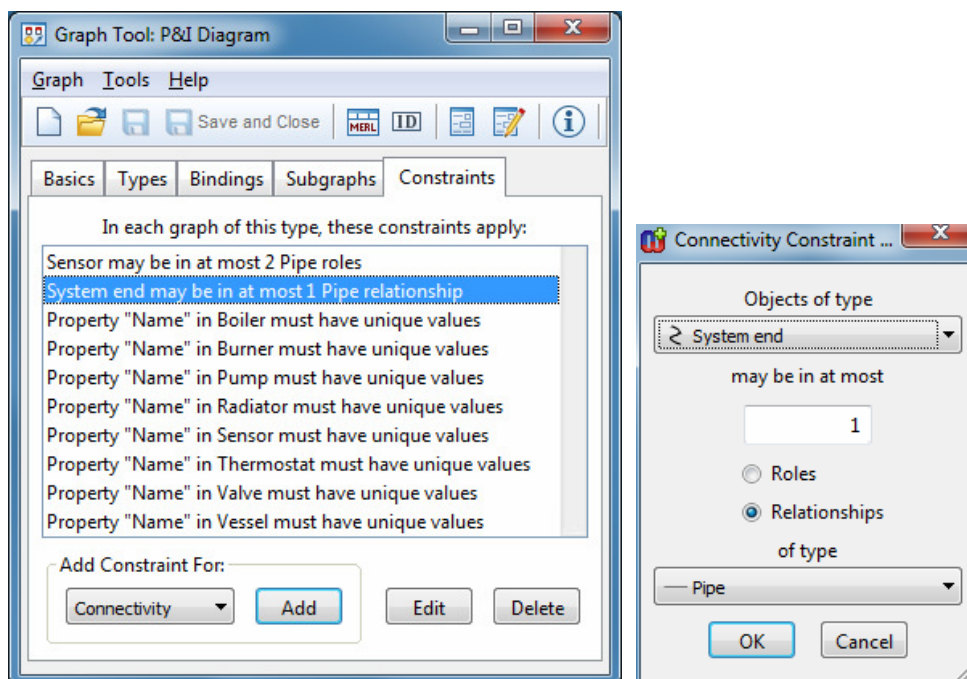 Graph Tool: P&I Diagram
Graph Tools Help
Save and Close MERL ID
Basics Types Bindings Subgraphs Constraints
In each graph of this type, these constraints apply:
Sensor may be in at most 2 Pipe roles
System end may be in at most 1 Pipe relationship
Property "Name" in Boiler must have unique values
Property "Name" in Burner must have unique values
Property "Name" in Pump must have unique values
Property "Name" in Radiator must have unique values
Property "Name" in Sensor must have unique values
Property "Name" in Thermostat must have unique values
Property "Name" in Valve must have unique values
Property "Name" in Vessel must have unique values
Add Constraint For:
Connectivity Add Edit Delete
Connectivity Constraint ...
Objects of type
System end
may be in at most
1
Roles
Relationships
of type
Pipe
OK Cancel